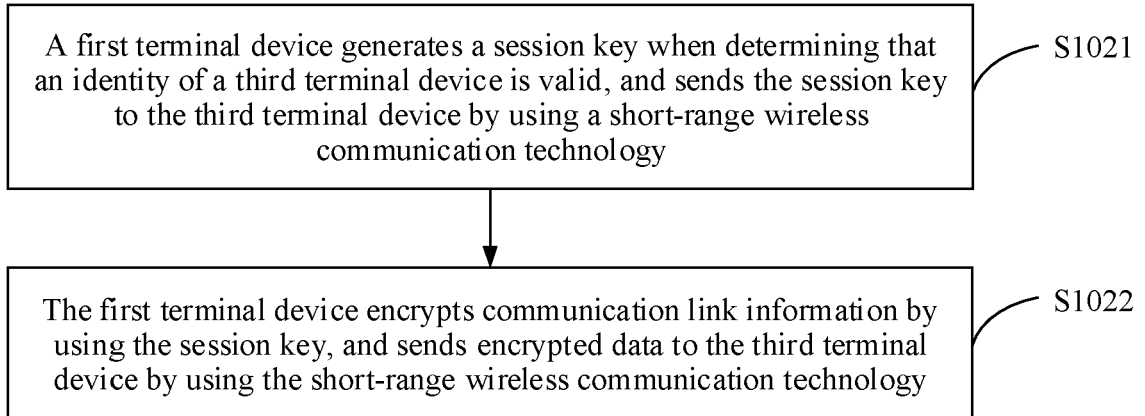 A first terminal device generates a session key when determining that
an identity of a third terminal device is valid, and sends the session key
to the third terminal device by using a short-range wireless
communication technology
S1021
The first terminal device encrypts communication link information by
using the session key, and sends encrypted data to the third terminal
device by using the short-range wireless communication technology
S1022